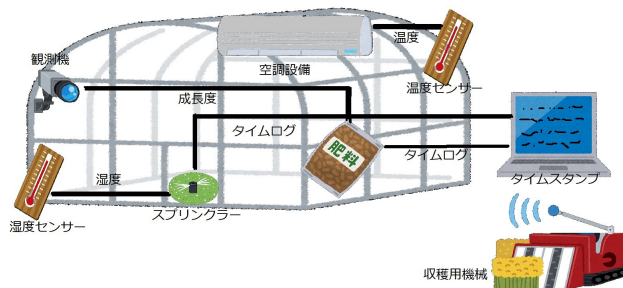 温度
観測機
空調設備
温度センサー
成長度
タイムログ
肥料
タイムログ
湿度
タイムスタンプ
スプリンクラー
湿度センサー
収穫用機械